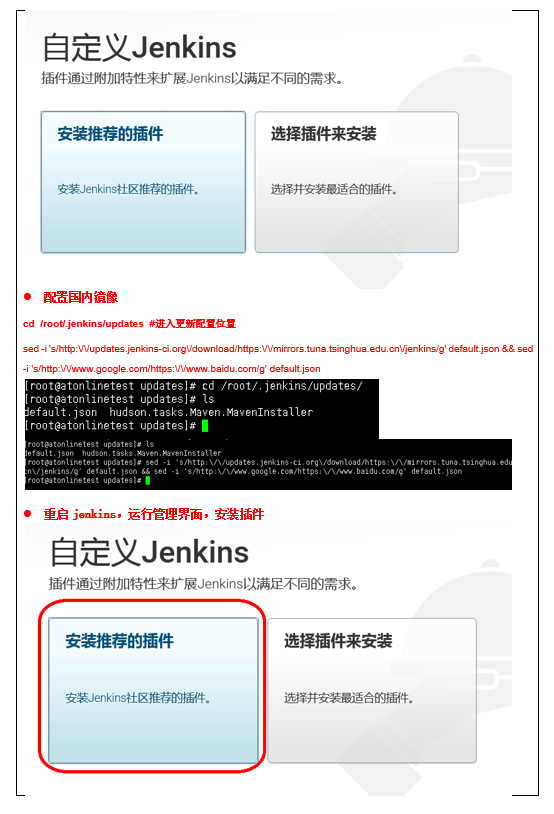 自定义Jenkins
插件通过附加特性来扩展Jenkins以满足不同的需求。
安装推荐的插件 选择插件来安装
安装Jenkins社区推荐的插件。 选择并安装最适合的插件。
● 配置国内镜像
cd /root/.jenkins/updates #进入更新配置位置
sed -i 's/http:\/\/updates.jenkins-ci.org\/download/https:\/\/mirrors.tuna.tsinghua.edu.cn\/jenkins/g' default.json && sed
-i 's/http:\/\/www.google.com/https:\/\/www.baidu.com/g' default.json
[root@atonlinetest updates]# cd /root/.jenkins/updates/
[root@atonlinetest updates]# ls
default.json hudson.tasks.Maven.MavenInstaller
[root@atonlinetest updates]#
[root@atonlinetest updates]# ls
default.json hudson.tasks.Maven.MavenInstaller
[root@atonlinetest updates]# sed -i 's/http:\/\/updates.jenkins-ci.org\/download/https:\/\/mirrors.tuna.tsinghua.edu
cn\/jenkins/g' default.json && sed -i 's/http:\/\/www.google.com/https:\/\/www.baidu.com/g' default.json
[root@atonlinetest updates]#
● 重启 jenkins，运行管理界面，安装插件
自定义Jenkins
插件通过附加特性来扩展Jenkins以满足不同的需求。
安装推荐的插件 选择插件来安装
安装Jenkins社区推荐的插件。 选择并安装最适合的插件。